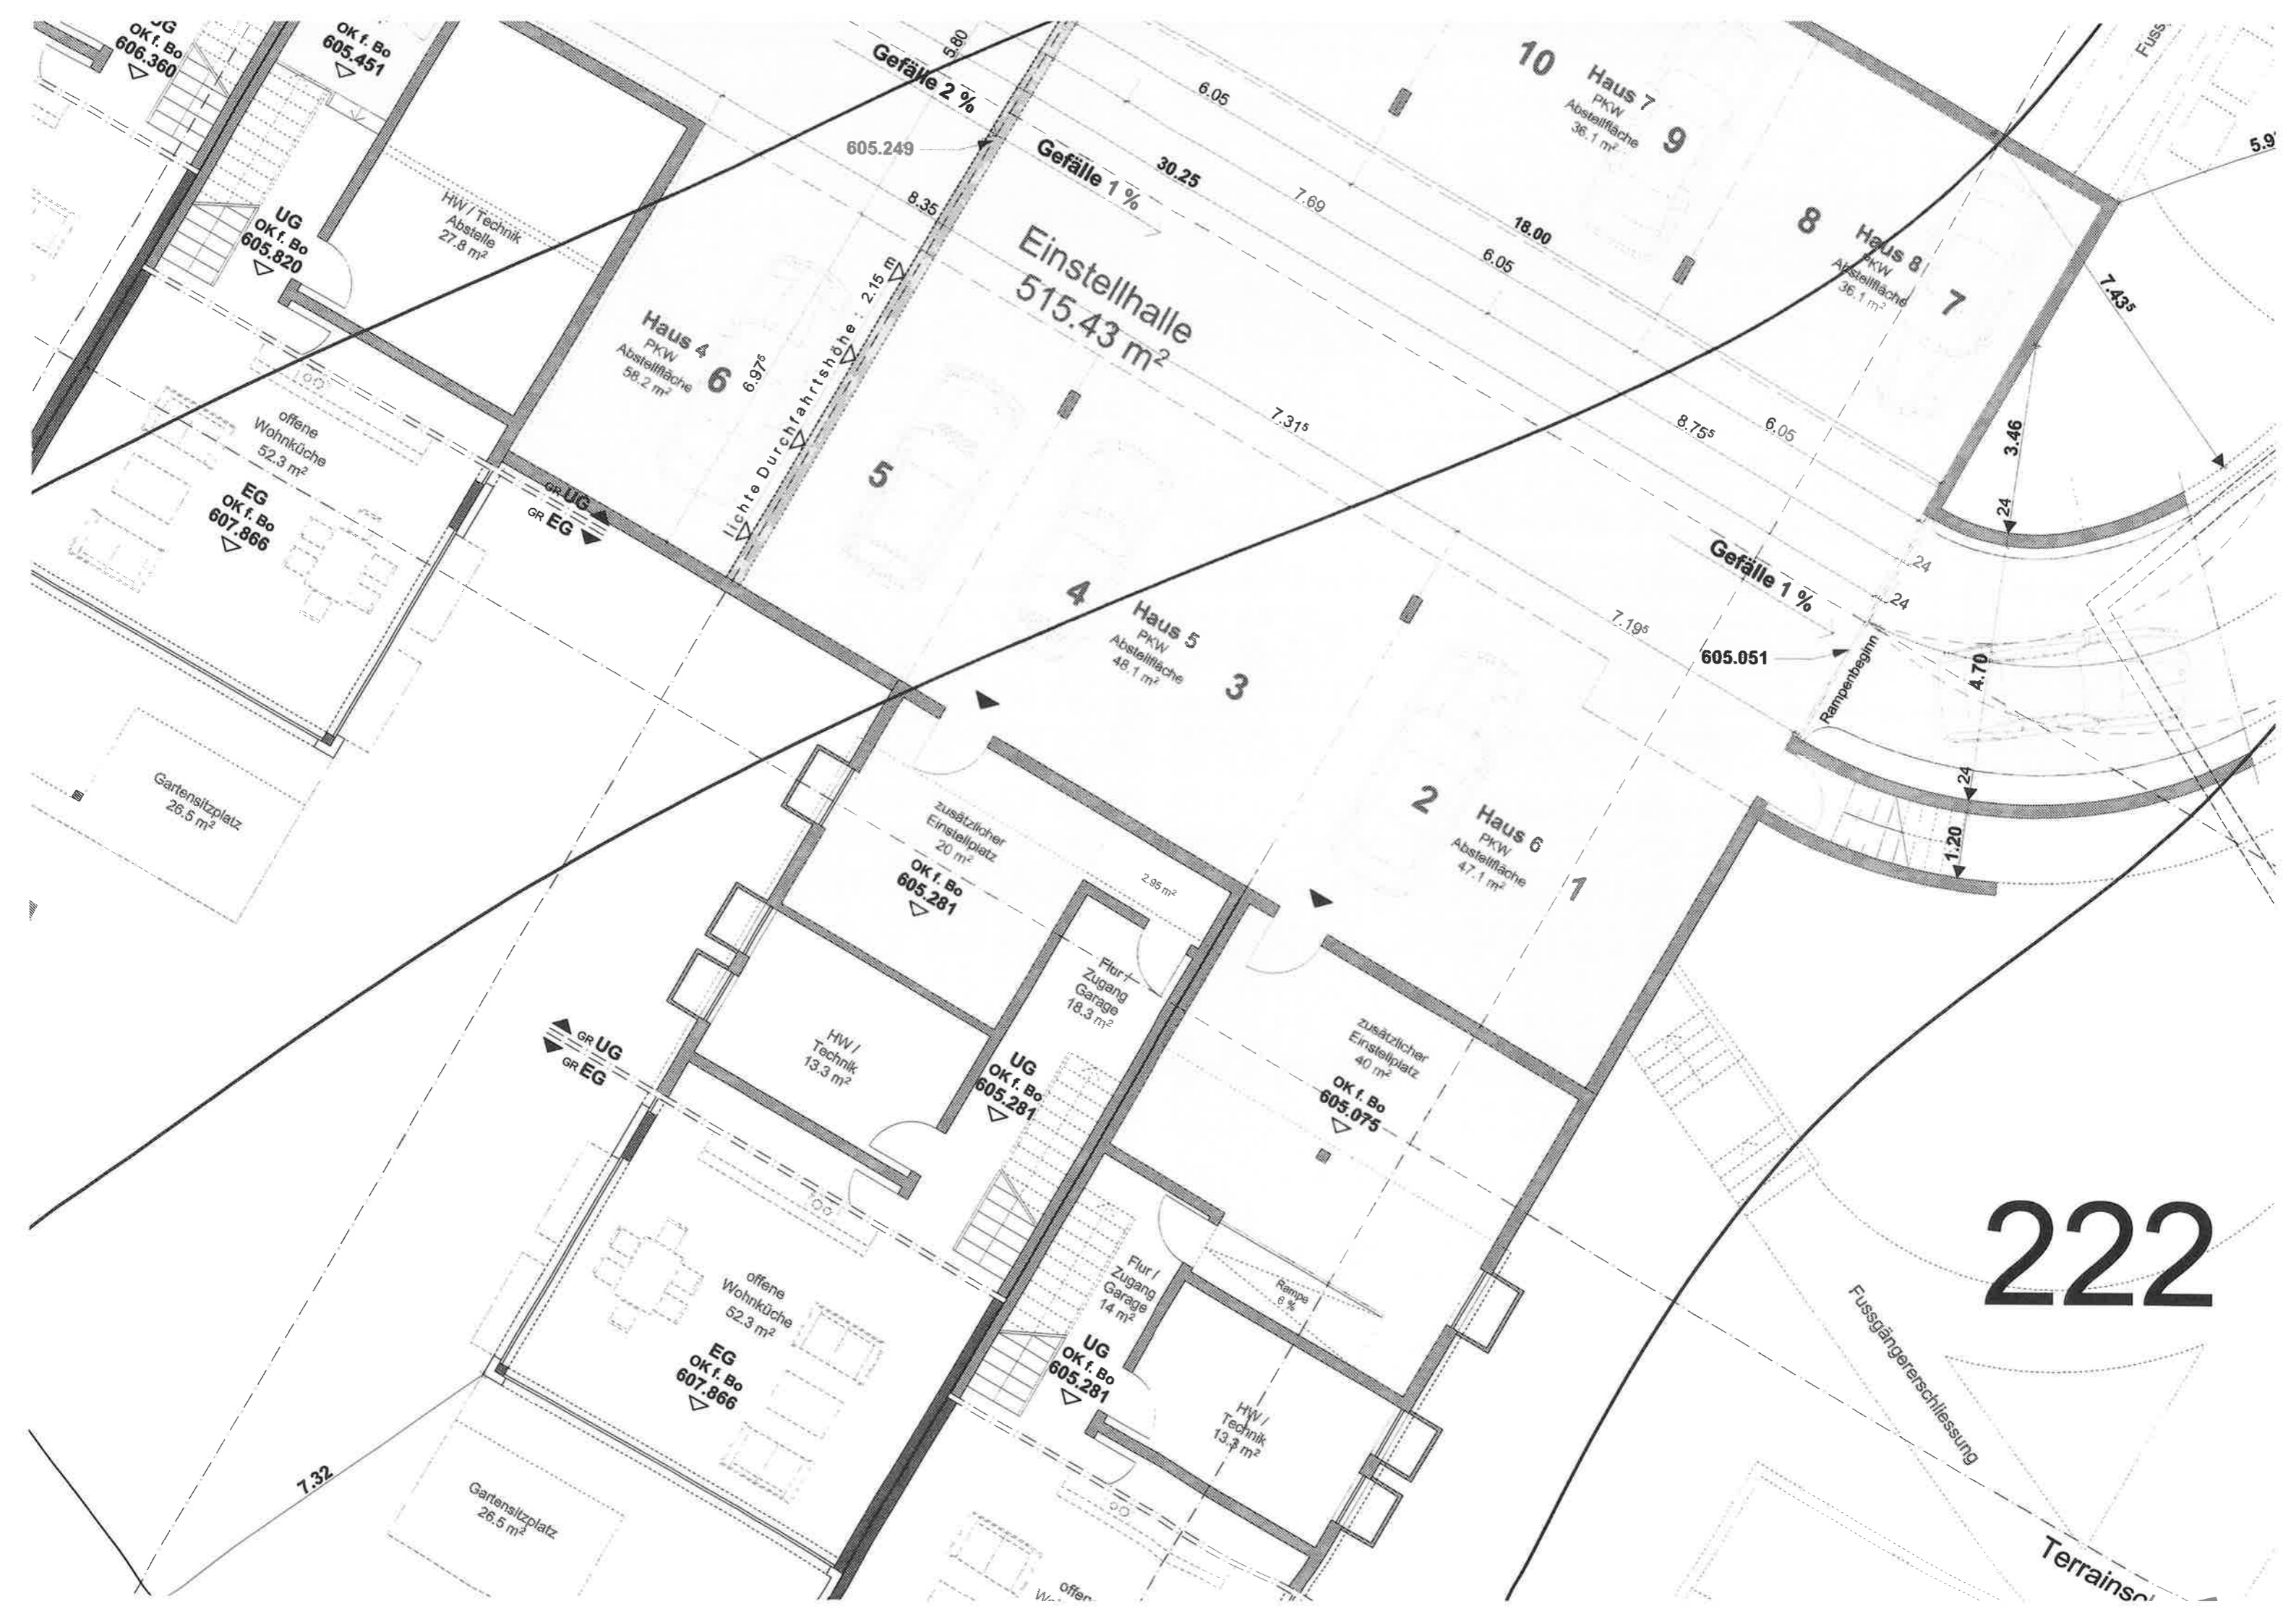 UG
OK f. Bo
606.360
OK f. Bo
605.451
5.80
Gefälle 2 %
605.249
6.05
10
Haus 7
PKW
Abstellfläche
36.1 m²
9
5.9
Gefälle 1 %
30.25
7.69
18.00
6.05
8
Haus 8
PKW
Abstellfläche
36.1 m²
7
7.43⁵
UG
OK f. Bo
605.820
HW / Technik
Abstelle
27.8 m²
8.35
Einstellhalle
515.43 m²
lichte Durchfahrtshöhe : 2.15 m
Haus 4
PKW
Abstellfläche
58.2 m²
6
6.97⁵
7.31⁵
8.75⁵
6.05
3.46
24
offene
Wohnküche
52.3 m²
EG
OK f. Bo
607.866
GR UG
GR EG
5
4
Haus 5
PKW
Abstellfläche
48.1 m²
3
Gefälle 1 %
24
24
7.19⁵
605.051
Rampenbeginn
4.70
24
1.20
Gartensitzplatz
26.5 m²
zusätzlicher
Einstellplatz
20 m²
OK f. Bo
605.281
2.95 m²
2
Haus 6
PKW
Abstellfläche
47.1 m²
1
Flur /
Zugang
Garage
18.3 m²
HW /
Technik
13.3 m²
UG
OK f. Bo
605.281
zusätzlicher
Einstellplatz
40 m²
OK f. Bo
605.075
GR UG
GR EG
offene
Wohnküche
52.3 m²
EG
OK f. Bo
607.866
Flur /
Zugang
Garage
14 m²
UG
OK f. Bo
605.281
Rampe
6 %
HW /
Technik
13.3 m²
222
Fussgängererschliessung
7.32
Gartensitzplatz
26.5 m²